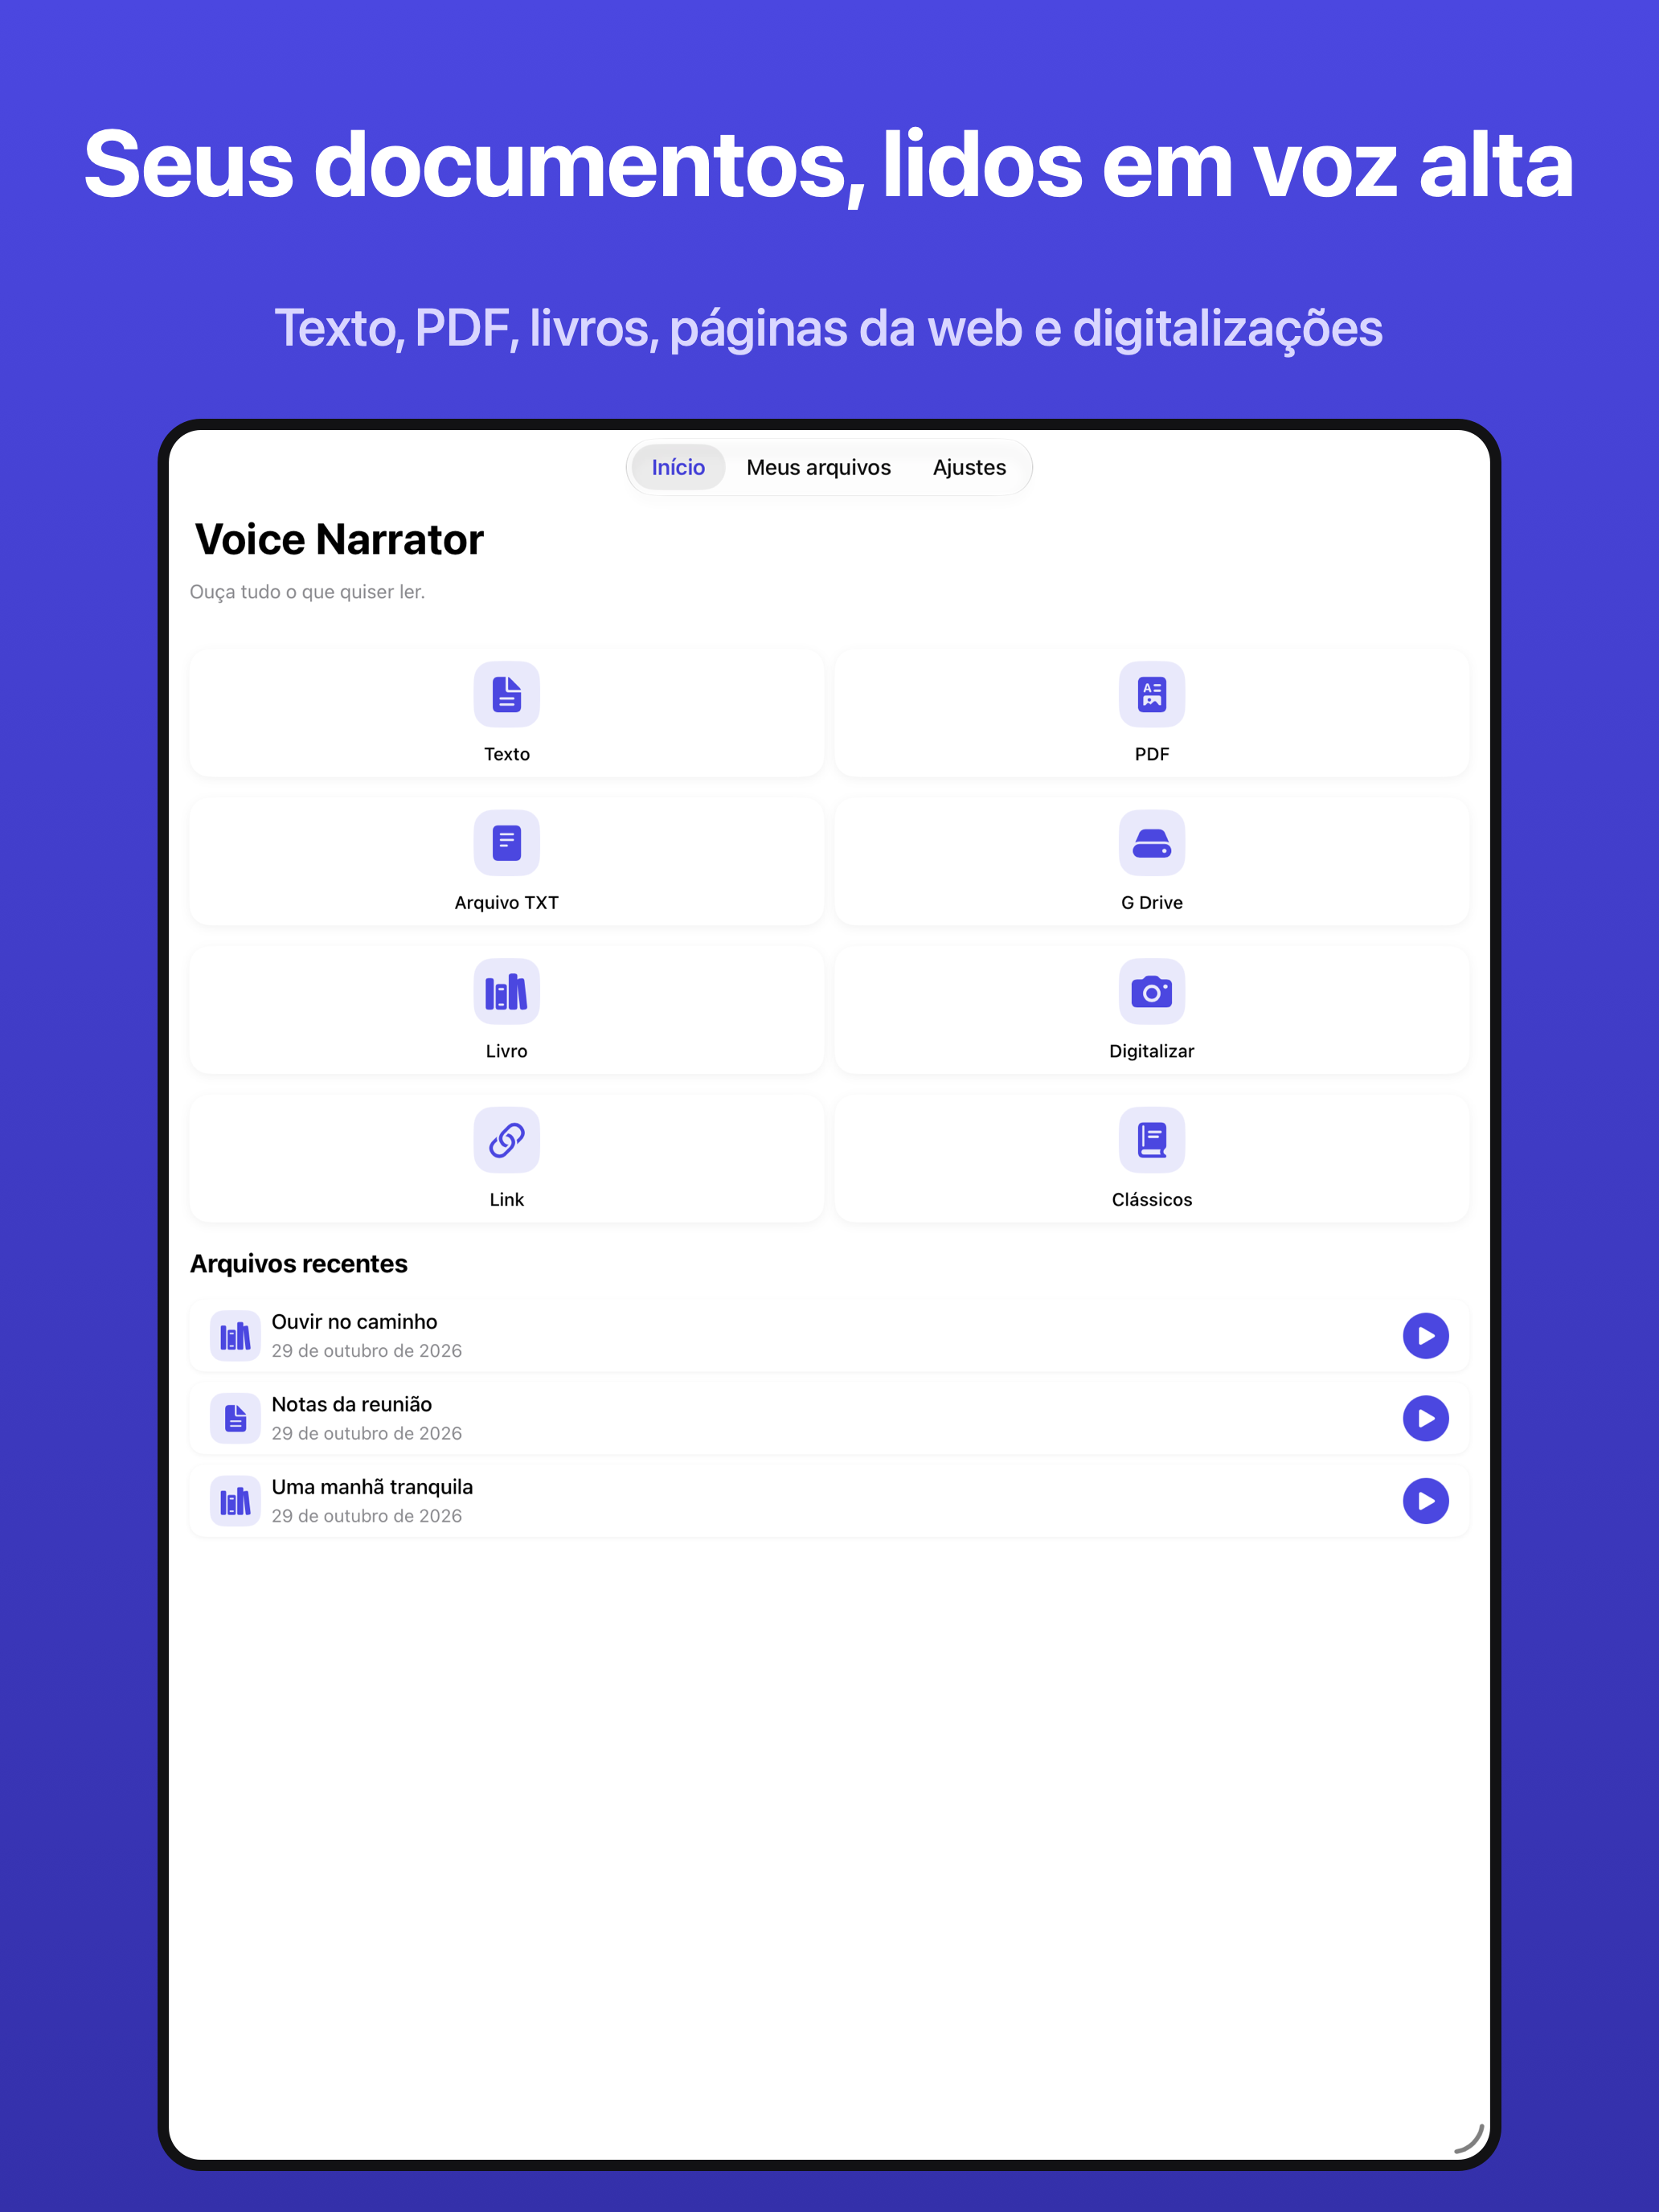 Seus documentos, lidos em voz alta
Texto, PDF, livros, páginas da web e digitalizações
Início Meus arquivos Ajustes
Voice Narrator
Ouça tudo o que quiser ler.
Texto PDF
Arquivo TXT G Drive
Livro Digitalizar
Link Clássicos
Arquivos recentes
Ouvir no caminho
29 de outubro de 2026
Notas da reunião
29 de outubro de 2026
Uma manhã tranquila
29 de outubro de 2026